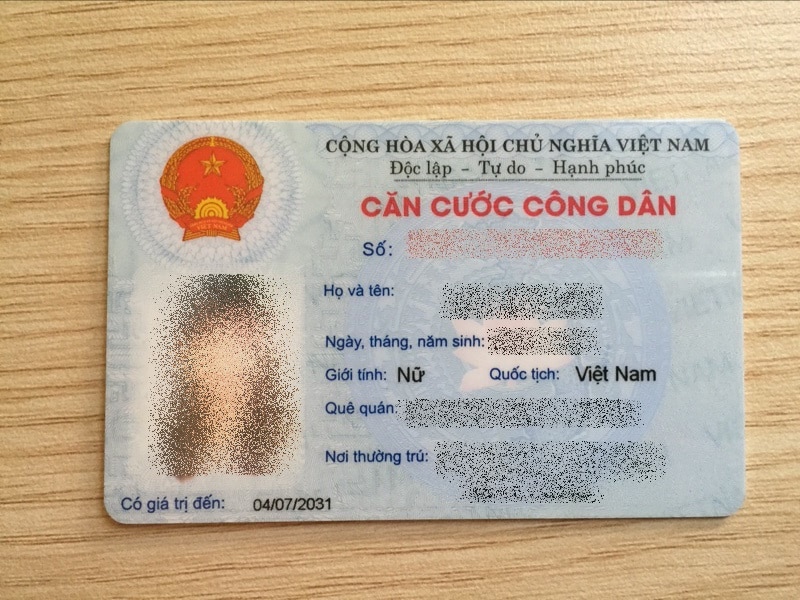 CỘNG HÒA XÃ HỘI CHỦ NGHĨA VIỆT NAM
Độc lập - Tự do - Hạnh phúc
CĂN CƯỚC CÔNG DÂN
Số:
Họ và tên:
Ngày, tháng, năm sinh:
Giới tính: Nữ Quốc tịch: Việt Nam
Quê quán:
Nơi thường trú:
Có giá trị đến: 04/07/2031
VIỆT NAM